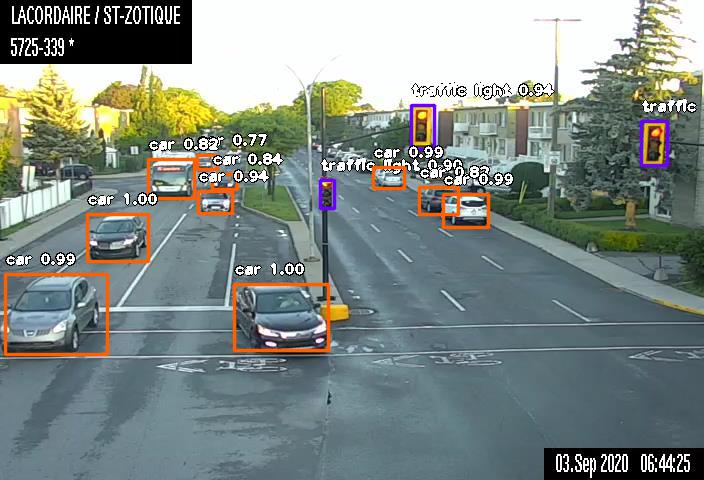 LACORDAIRE / ST-ZOTIQUE
5725-339 *
traffic light 0.94
traffic
car 0.82
0.77
car 0.84
car 0.94
car 0.99
traffic light 0.90
car 0.82
car 0.99
car 1.00
car 0.99
car 1.00
03.Sep 2020 06:44:25